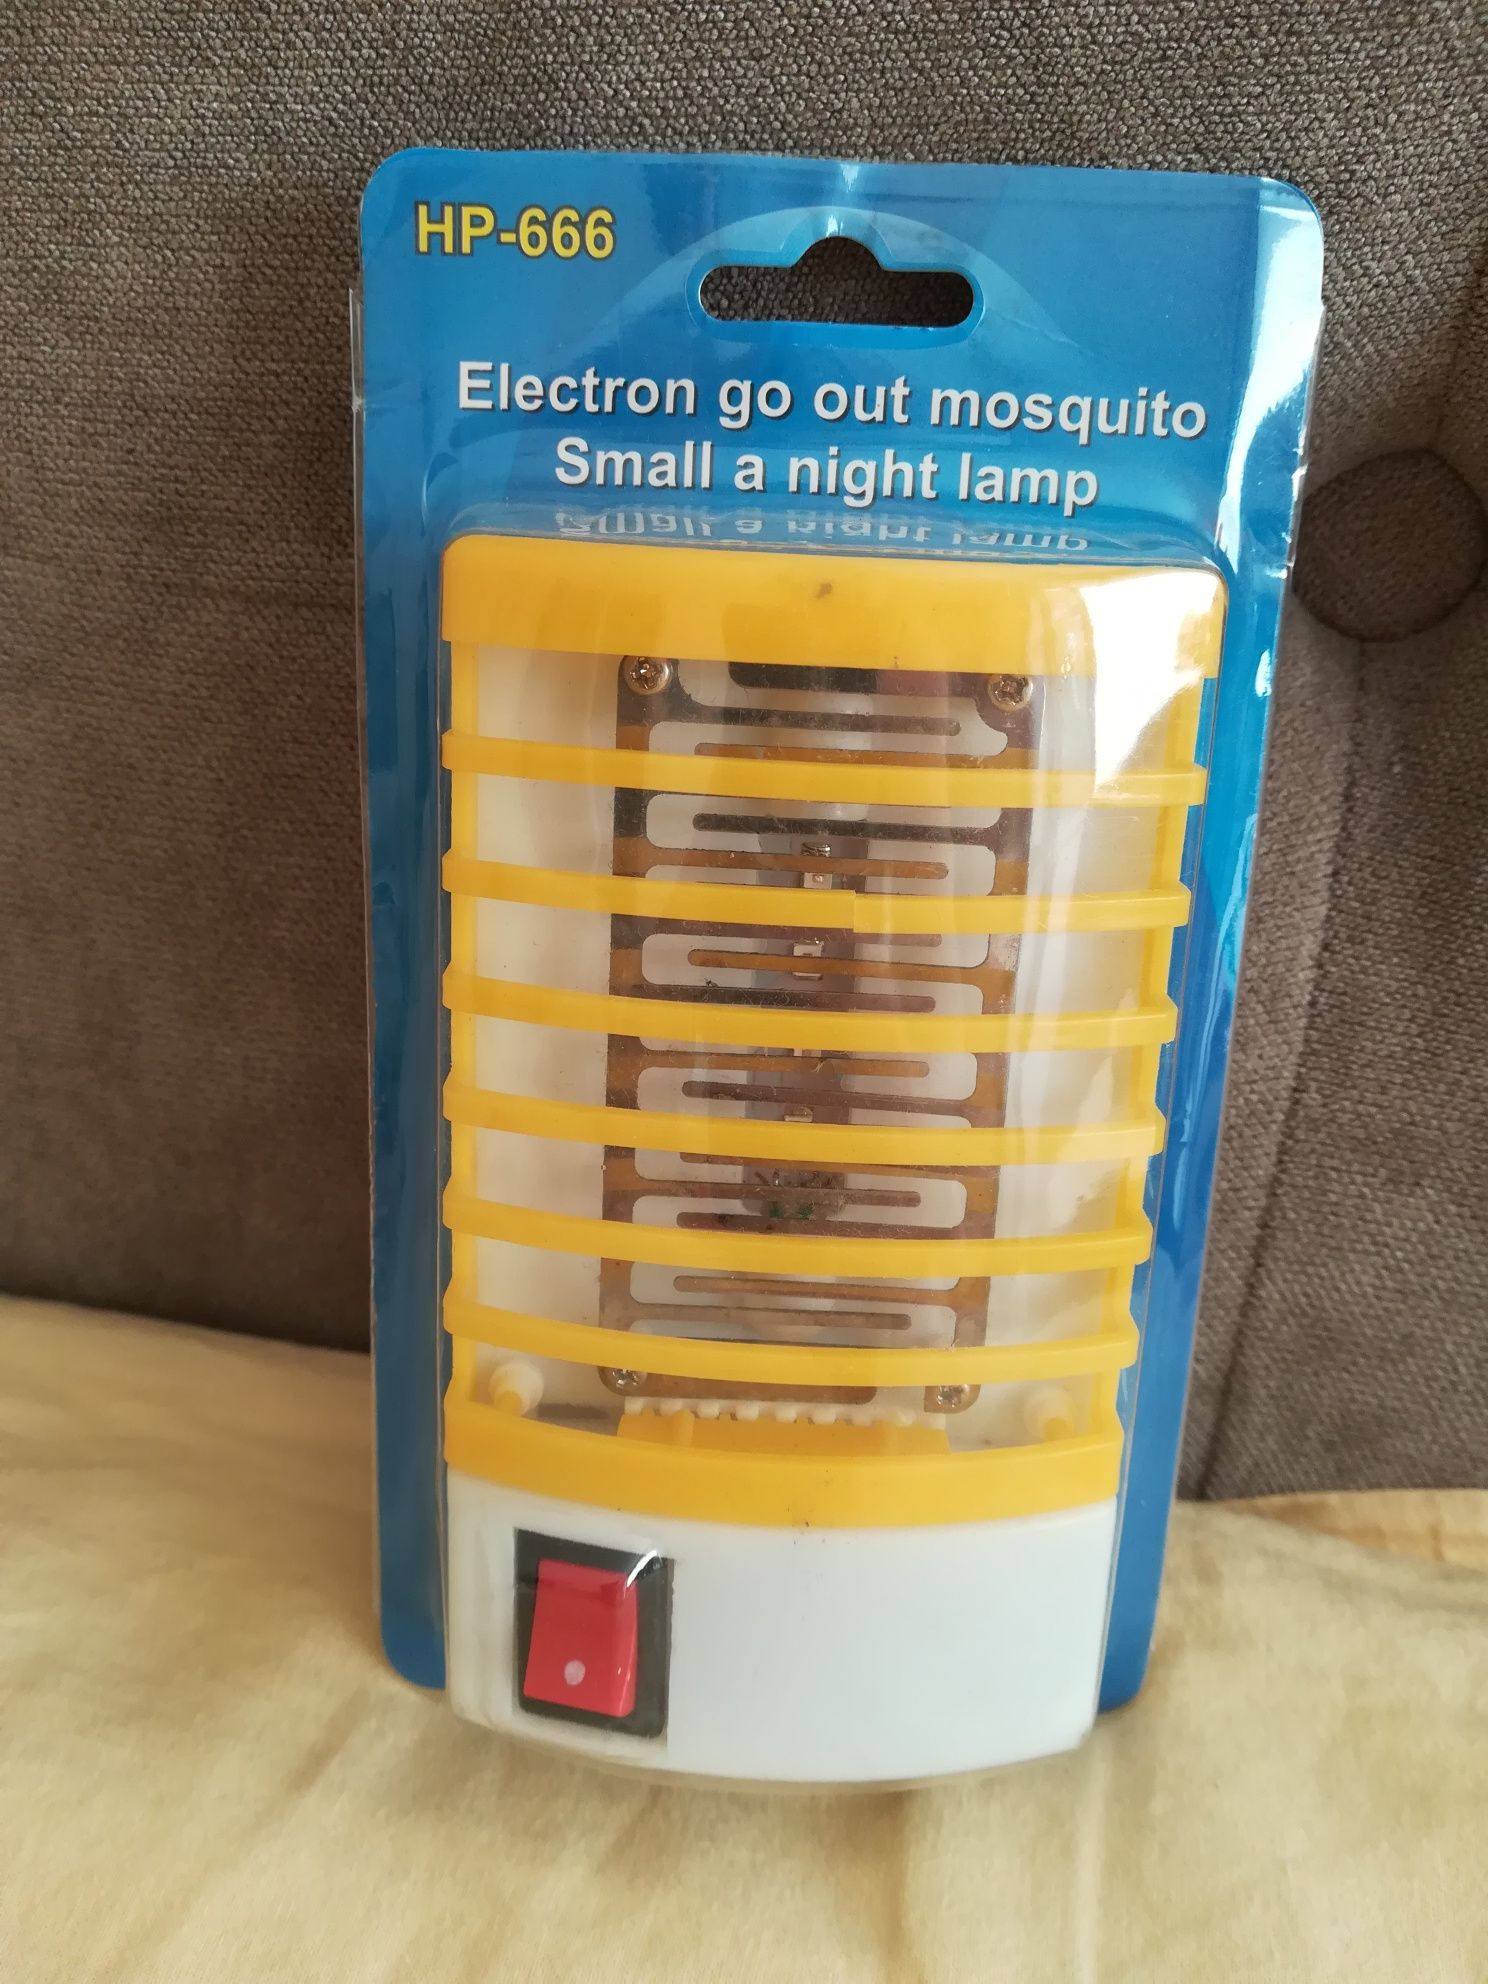 HP-666
Electron go out mosquito
Small a night lamp